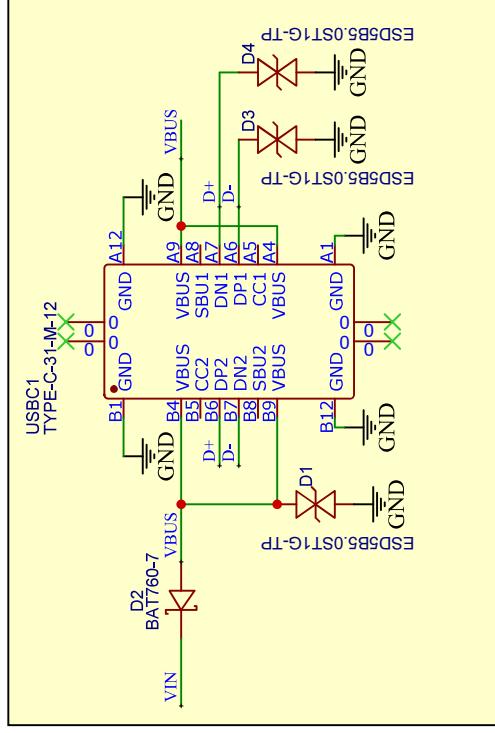 ESD5B5.0ST1G-TP
D4
GND
VBUS
D+
D3
GND
D-
ESD5B5.0ST1G-TP
GND
A12
A9
A8
A7
A6
A5
A4
A1
GND
GND
VBUS
SBU1
DN1
DP1
CC1
VBUS
GND
USBC1
TYPE-C-31-M-12
0
0
0
0
0
0
0
0
GND
VBUS
CC2
DP2
DN2
SBU2
VBUS
GND
B1
B4
B5
B6
B7
B8
B9
B12
GND
D+
D-
GND
D1
GND
ESD5B5.0ST1G-TP
VBUS
D2
BAT760-7
VIN